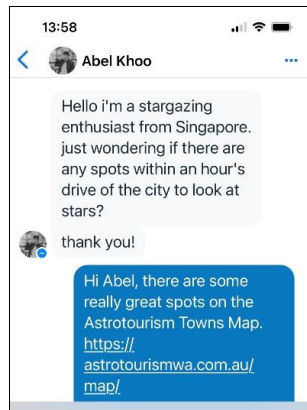 13:58
Abel Khoo
Hello i'm a stargazing
enthusiast from Singapore.
just wondering if there are
any spots within an hour's
drive of the city to look at
stars?
thank you!
Hi Abel, there are some
really great spots on the
Astrotourism Towns Map.
https://
astrotourismwa.com.au/
map/